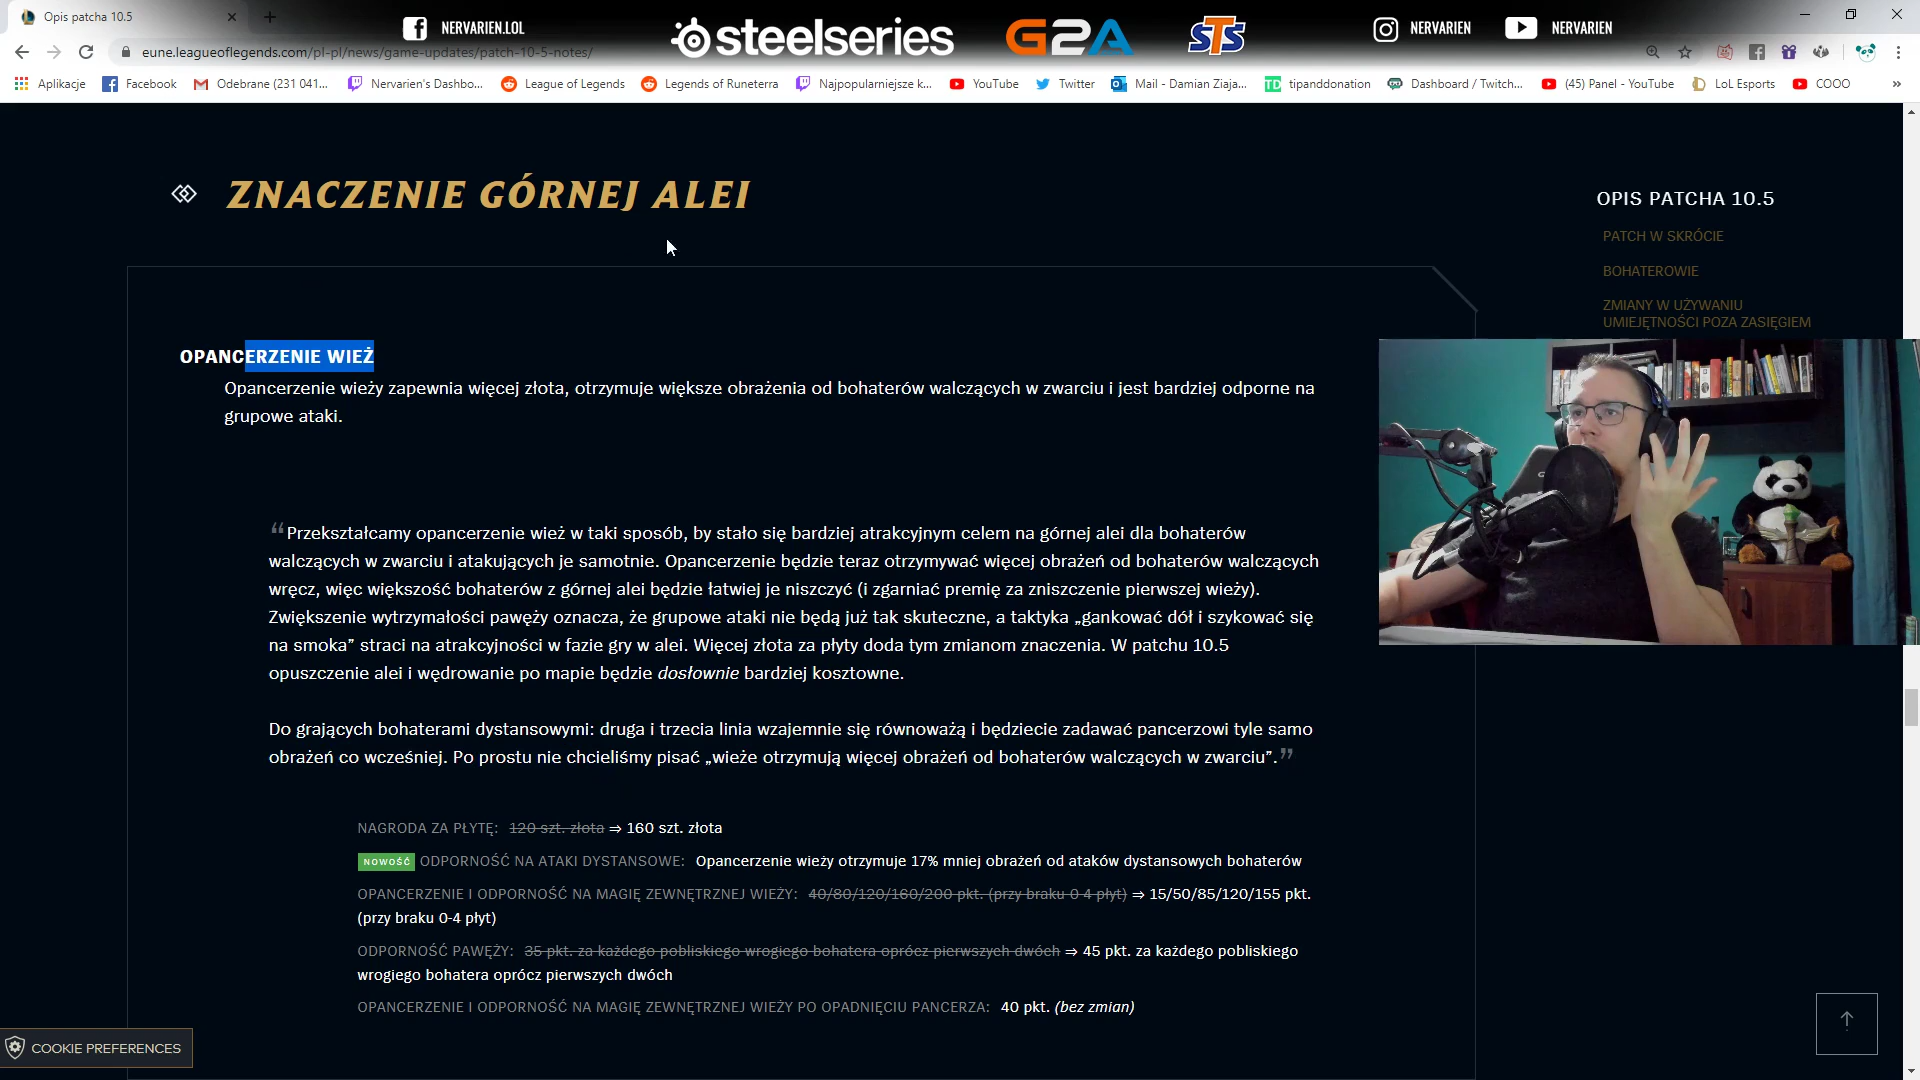 Opis patcha 10.5
NERVARIEN.LOL
steelseries
G2A
STS
NERVARIEN
NERVARIEN
eune.leagueoflegends.com/pl-pl/news/game-updates/patch-10-5-notes/
Aplikacje
Facebook
Odebrane (231 041...
Nervarien's Dashbo...
League of Legends
Legends of Runeterra
Najpopularniejsze k...
YouTube
Twitter
Mail - Damian Ziaja...
TD tipanddonation
Dashboard / Twitch...
(45) Panel - YouTube
LoL Esports
COOO
»
ZNACZENIE GÓRNEJ ALEI
OPIS PATCHA 10.5
PATCH W SKRÓCIE
BOHATEROWIE
ZMIANY W UŻYWANIU
UMIEJĘTNOŚCI POZA ZASIĘGIEM
OPANCERZENIE WIEŻ
Opancerzenie wieży zapewnia więcej złota, otrzymuje większe obrażenia od bohaterów walczących w zwarciu i jest bardziej odporne na
grupowe ataki.
“Przekształcamy opancerzenie wież w taki sposób, by stało się bardziej atrakcyjnym celem na górnej alei dla bohaterów
walczących w zwarciu i atakujących je samotnie. Opancerzenie będzie teraz otrzymywać więcej obrażeń od bohaterów walczących
wręcz, więc większość bohaterów z górnej alei będzie łatwiej je niszczyć (i zgarniać premię za zniszczenie pierwszej wieży).
Zwiększenie wytrzymałości pawęży oznacza, że grupowe ataki nie będą już tak skuteczne, a taktyka „gankować dół i szykować się
na smoka” straci na atrakcyjności w fazie gry w alei. Więcej złota za płyty doda tym zmianom znaczenia. W patchu 10.5
opuszczenie alei i wędrowanie po mapie będzie dosłownie bardziej kosztowne.
Do grających bohaterami dystansowymi: druga i trzecia linia wzajemnie się równoważą i będziecie zadawać pancerzowi tyle samo
obrażeń co wcześniej. Po prostu nie chcieliśmy pisać „wieże otrzymują więcej obrażeń od bohaterów walczących w zwarciu”.”
NAGRODA ZA PŁYTĘ: 120 szt. złota ⇒ 160 szt. złota
NOWOŚĆ ODPORNOŚĆ NA ATAKI DYSTANSOWE: Opancerzenie wieży otrzymuje 17% mniej obrażeń od ataków dystansowych bohaterów
OPANCERZENIE I ODPORNOŚĆ NA MAGIĘ ZEWNĘTRZNEJ WIEŻY: 40/80/120/160/200 pkt. (przy braku 0-4 płyt) ⇒ 15/50/85/120/155 pkt.
(przy braku 0-4 płyt)
ODPORNOŚĆ PAWĘŻY: 35 pkt. za każdego pobliskiego wrogiego bohatera oprócz pierwszych dwóch ⇒ 45 pkt. za każdego pobliskiego
wrogiego bohatera oprócz pierwszych dwóch
OPANCERZENIE I ODPORNOŚĆ NA MAGIĘ ZEWNĘTRZNEJ WIEŻY PO OPADNIĘCIU PANCERZA: 40 pkt. (bez zmian)
COOKIE PREFERENCES